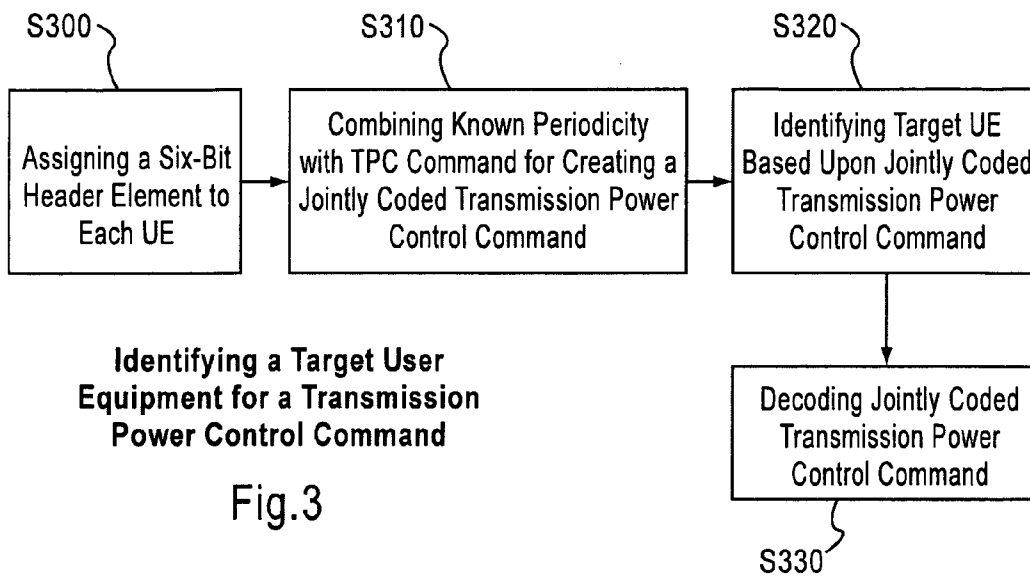 S300
Assigning a Six-Bit
Header Element to
Each UE
S310
Combining Known Periodicity
with TPC Command for Creating a
Jointly Coded Transmission Power
Control Command
S320
Identifying Target UE
Based Upon Jointly Coded
Transmission Power
Control Command
Decoding Jointly Coded
Transmission Power
Control Command
S330
Identifying a Target User
Equipment for a Transmission
Power Control Command
Fig.3